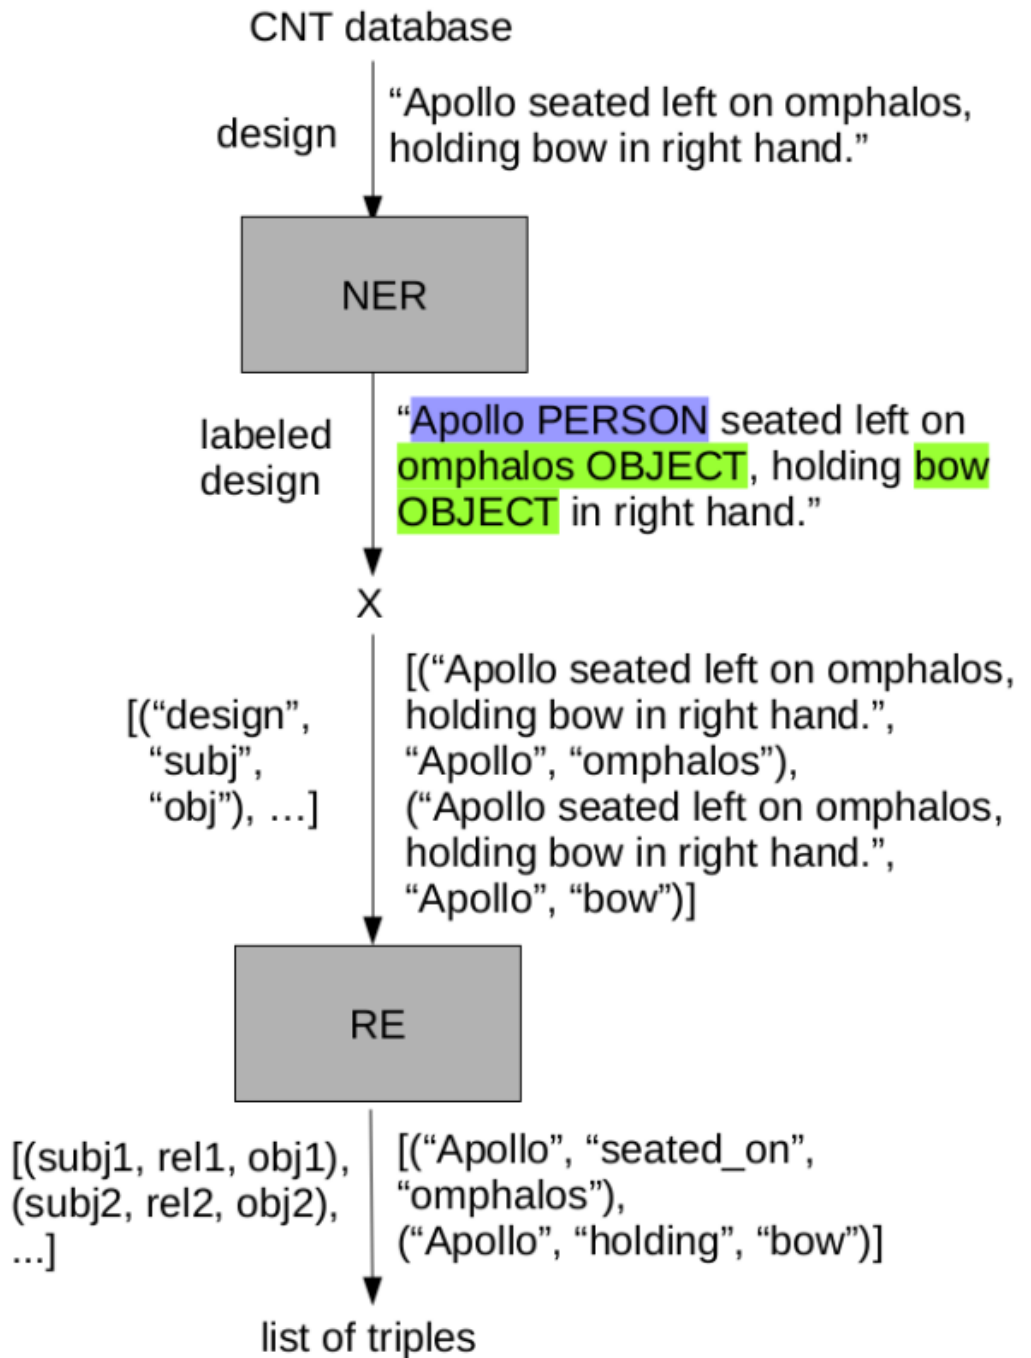 CNT database
design
“Apollo seated left on omphalos,
holding bow in right hand.”
NER
labeled
design
“Apollo PERSON seated left on
omphalos OBJECT, holding bow
OBJECT in right hand.”
X
[(“design”,
“subj”,
“obj”), ...]
[(“Apollo seated left on omphalos,
holding bow in right hand.”,
“Apollo”, “omphalos”),
(“Apollo seated left on omphalos,
holding bow in right hand.”,
“Apollo”, “bow”)]
RE
[(subj1, rel1, obj1),
(subj2, rel2, obj2),
...]
[(“Apollo”, “seated_on”,
“omphalos”),
(“Apollo”, “holding”, “bow”)]
list of triples